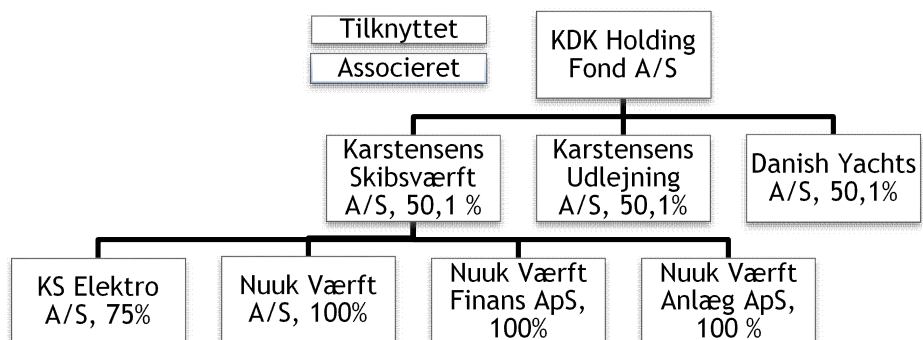 Tilknyttet
Associeret
KDK Holding
Fond A/S
Karstensens
Skibsværft
A/S, 50,1 %
Karstensens
Udlejning
A/S, 50,1%
Danish Yachts
A/S, 50,1%
KS Elektro
A/S, 75%
Nuuk Værft
A/S, 100%
Nuuk Værft
Finans ApS,
100%
Nuuk Værft
Anlæg ApS,
100 %